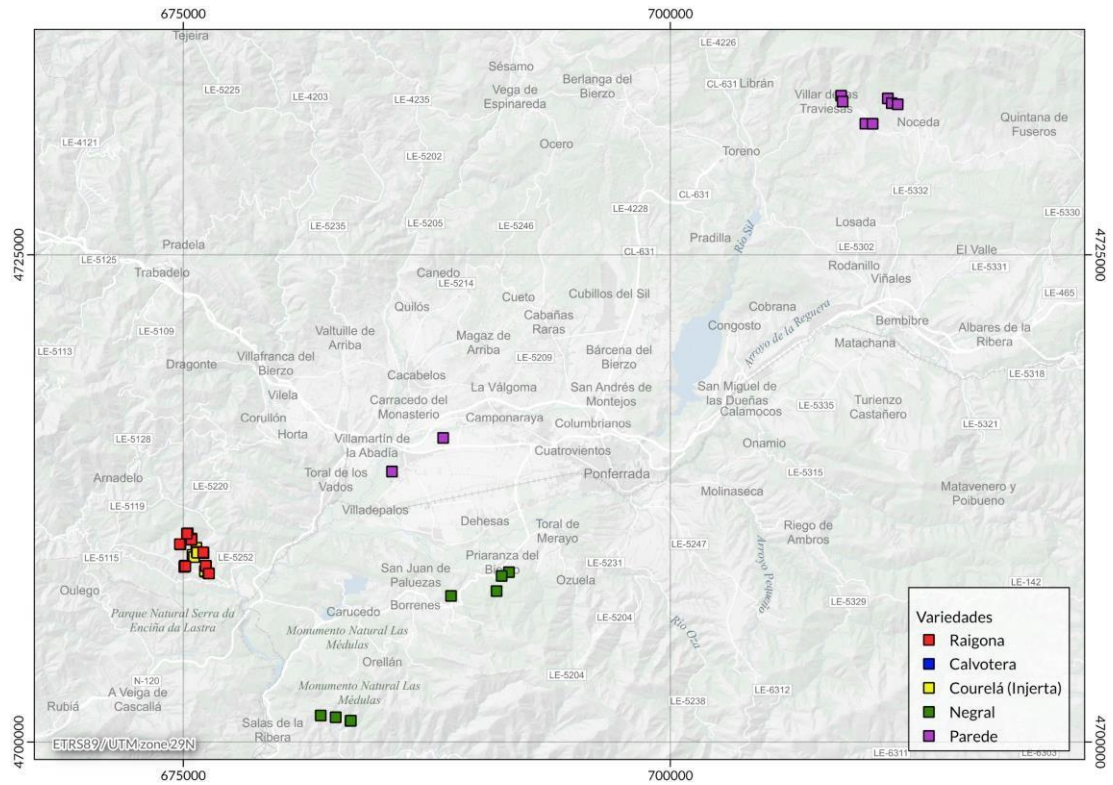 675000
700000
Tejeira
LE-4226
Sésamo
LE-5225
LE-4203
LE-4235
Vega de
Espinareda
Berlanga del
Bierzo
CL-631
Librán
Villar de las
Traviesas
Noceda
Quintana de
Fuseros
LE-4121
LE-5202
Ocero
Toreno
CL-631
LE-5332
LE-5235
LE-5205
LE-5246
LE-4228
Losada
LE-5330
Pradela
Pradilla
Río Sil
LE-5302
El Valle
4725000
4725000
LE-5125
CL-631
Rodanillo
LE-5331
Trabadelo
Canedo
LE-5214
Viñales
Cueto
Cubillos del Sil
LE-465
Quilós
Cabañas
Raras
Cobrana
Arroyo de la Reguera
LE-5109
Valtuille de
Arriba
Magaz de
Arriba
Congosto
Bembibre
Albares de la
Ribera
LE-5113
Dragonte
Villafranca del
Bierzo
LE-5209
Bárcena del
Bierzo
Matachana
LE-5318
Cacabelos
La Válgoma
San Andrés de
Montejos
San Miguel de
las Dueñas
Vilela
Carracedo del
Monasterio
Calamocos
LE-5335
Turienzo
Castañero
Corullón
Camponaraya
Columbrianos
LE-5321
Horta
LE-5128
Villamartín de
la Abadía
Cuatrovientos
Onamio
Arnadelo
Toral de los
Vados
Ponferrada
LE-5315
LE-5220
Molinaseca
Matavenero y
Poibueno
LE-5119
Villadepalos
Dehesas
Toral de
Merayo
Riego de
Ambros
LE-5115
LE-5252
LE-5247
Priaranza del
Bierzo
Arroyo Pequeño
San Juan de
Paluezas
LE-5231
Oulego
Ozuela
LE-142
Parque Natural Serra da
Enciña da Lastra
Carucedo
Borrenes
LE-5204
LE-5329
Río Oza
Monumento Natural Las
Médulas
Orellán
LE-5204
N-120
Monumento Natural Las
Médulas
LE-5238
LE-6312
A Veiga de
Cascallá
Rubiá
Salas de la
Ribera
Variedades
Raigona
Calvotera
Courelá (Injerta)
Negral
Parede
ETRS89 / UTM zone 29N
4700000
4700000
LE-6311
LE-6303
675000
700000